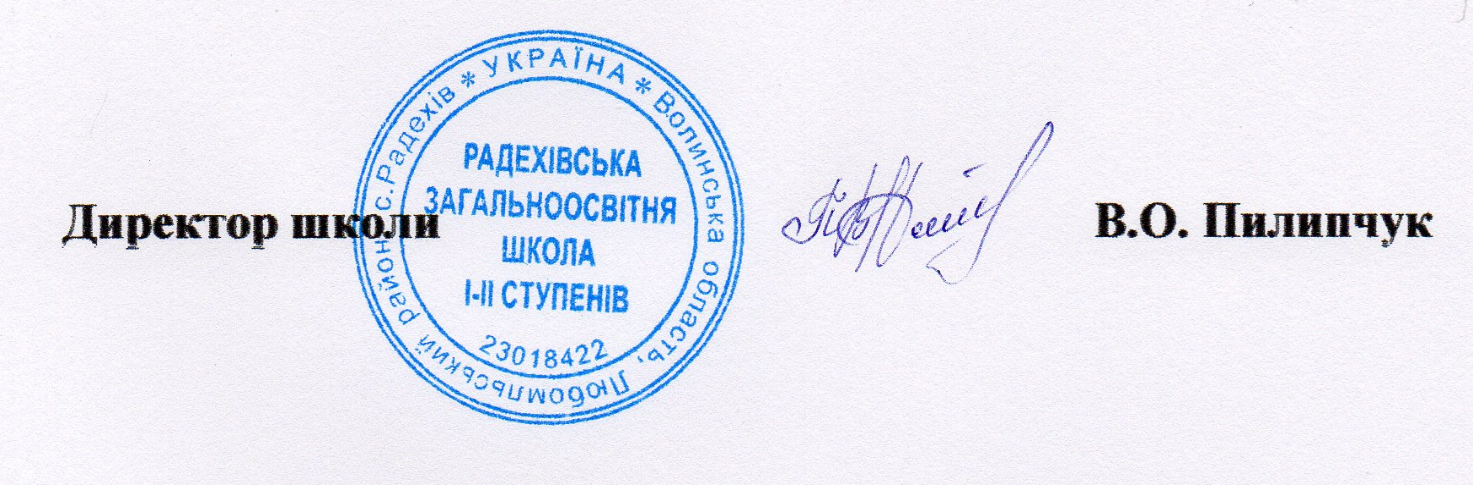 Директор школи
* УКРАЇНА * Волинська область, Любомльський район с.Радехів
РАДЕХІВСЬКА
ЗАГАЛЬНООСВІТНЯ
ШКОЛА
І-ІІ СТУПЕНІВ
23018422
В.О. Пилипчук